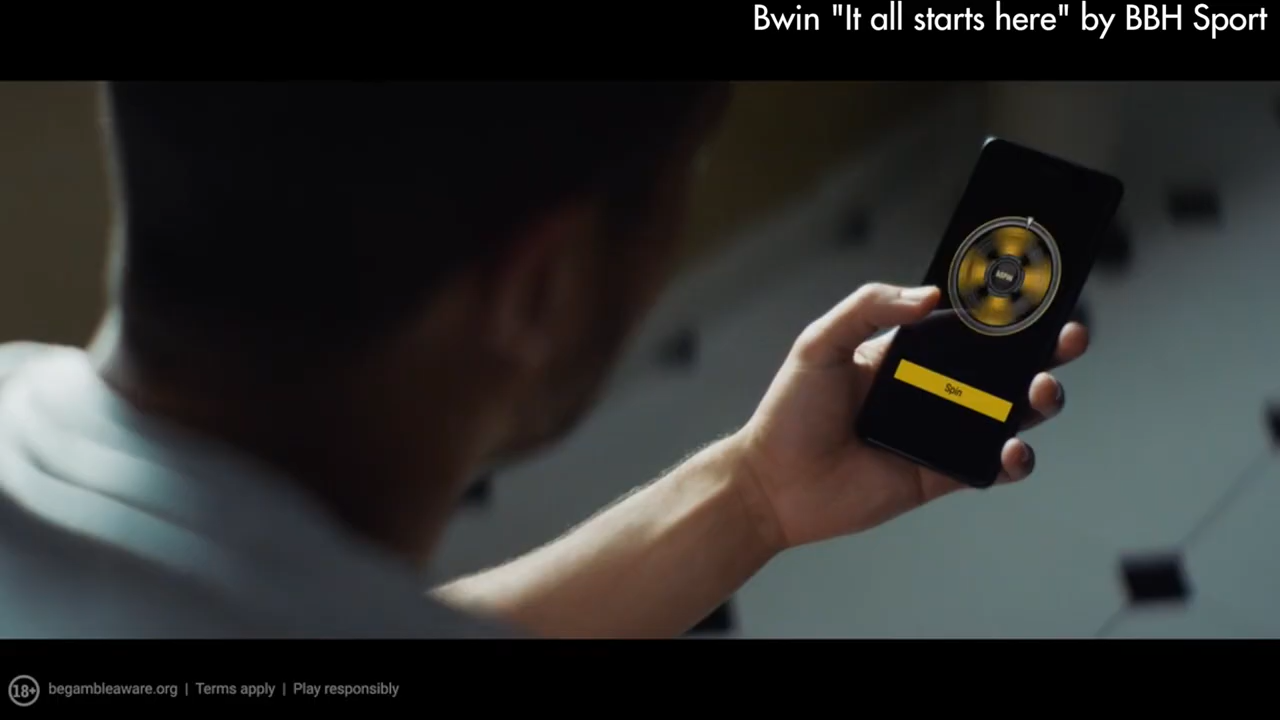 Bwin "It all starts here" by BBH Sport
Spin
18+ begambleaware.org | Terms apply | Play responsibly